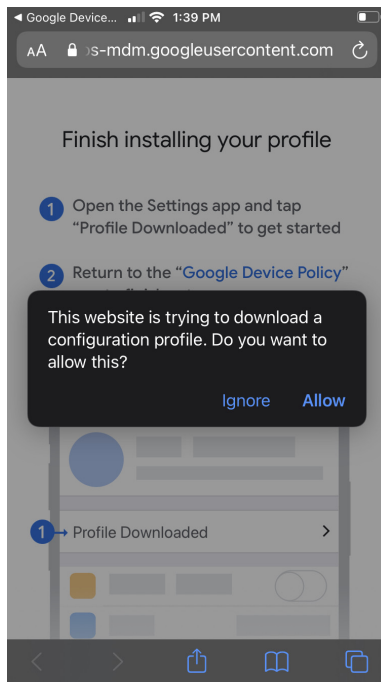 ◀ Google Device... 1:39 PM
AA s-mdm.googleusercontent.com
Finish installing your profile
1 Open the Settings app and tap
“Profile Downloaded” to get started
2 Return to the “Google Device Policy”
This website is trying to download a
configuration profile. Do you want to
allow this?
Ignore Allow
1 Profile Downloaded